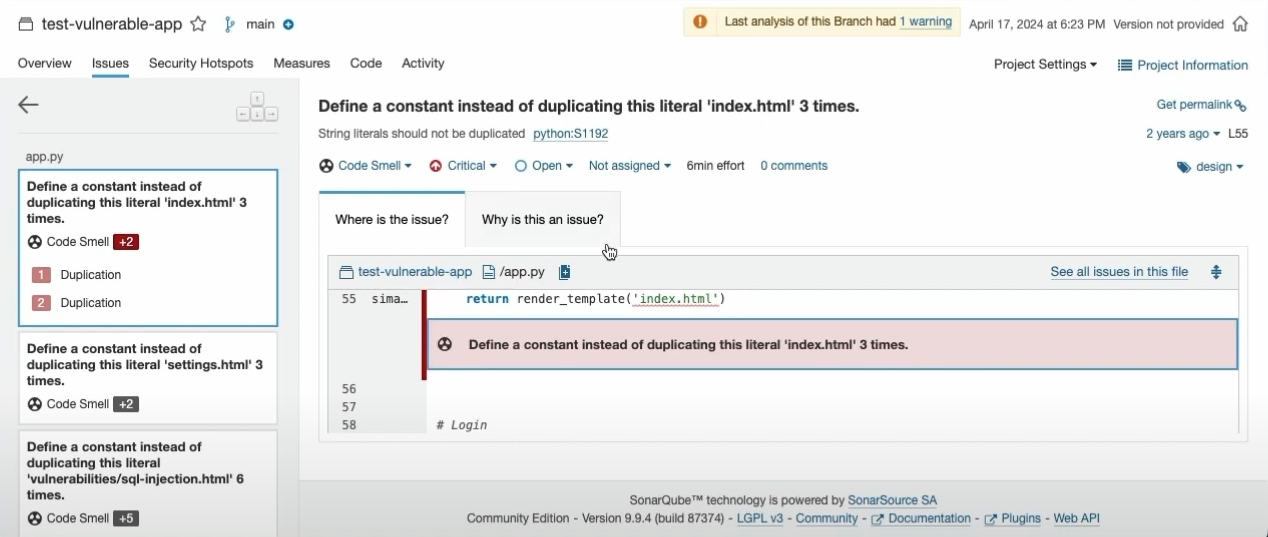 test-vulnerable-app main
Last analysis of this Branch had 1 warning April 17, 2024 at 6:23 PM Version not provided
Overview Issues Security Hotspots Measures Code Activity
Project Settings Project Information
app.py
Define a constant instead of
duplicating this literal 'index.html' 3
times.
Code Smell +2
1 Duplication
2 Duplication
Define a constant instead of
duplicating this literal 'settings.html' 3
times.
Code Smell +2
Define a constant instead of
duplicating this literal
'vulnerabilities/sql-injection.html' 6
times.
Code Smell +5
Define a constant instead of duplicating this literal 'index.html' 3 times.
Get permalink
String literals should not be duplicated python:S1192
2 years ago L55
Code Smell Critical Open Not assigned 6min effort 0 comments
design
Where is the issue? Why is this an issue?
test-vulnerable-app /app.py
See all issues in this file
55 sima… return render_template('index.html')
Define a constant instead of duplicating this literal 'index.html' 3 times.
56
57
58 # Login
SonarQube™ technology is powered by SonarSource SA
Community Edition - Version 9.9.4 (build 87374) - LGPL v3 - Community - Documentation - Plugins - Web API